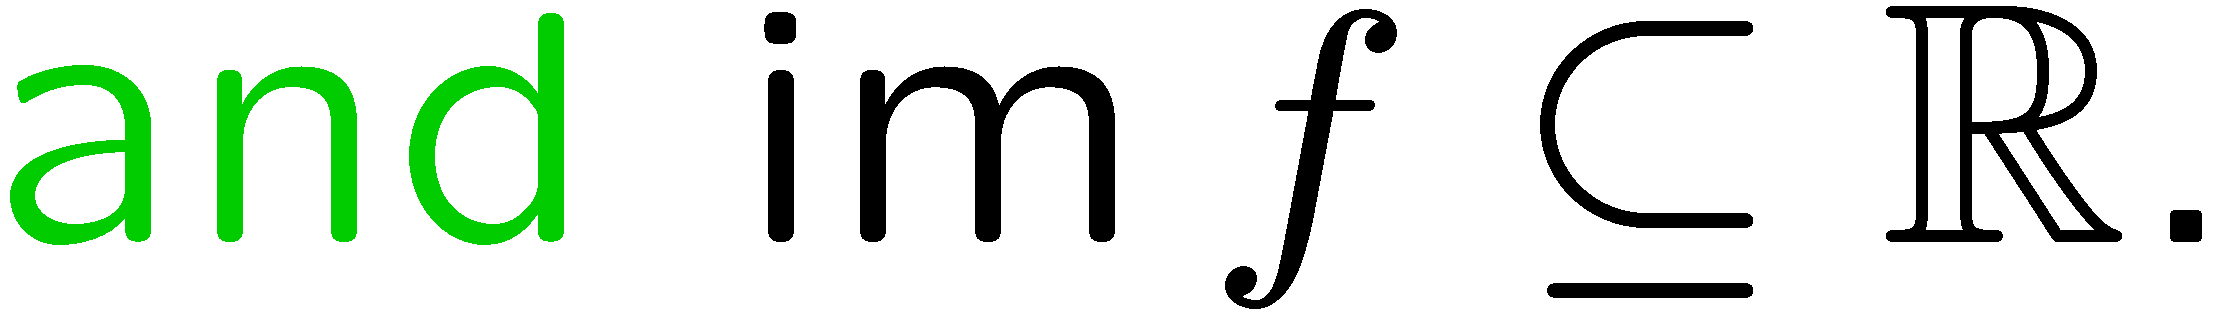 and im f ⊆ ℝ.